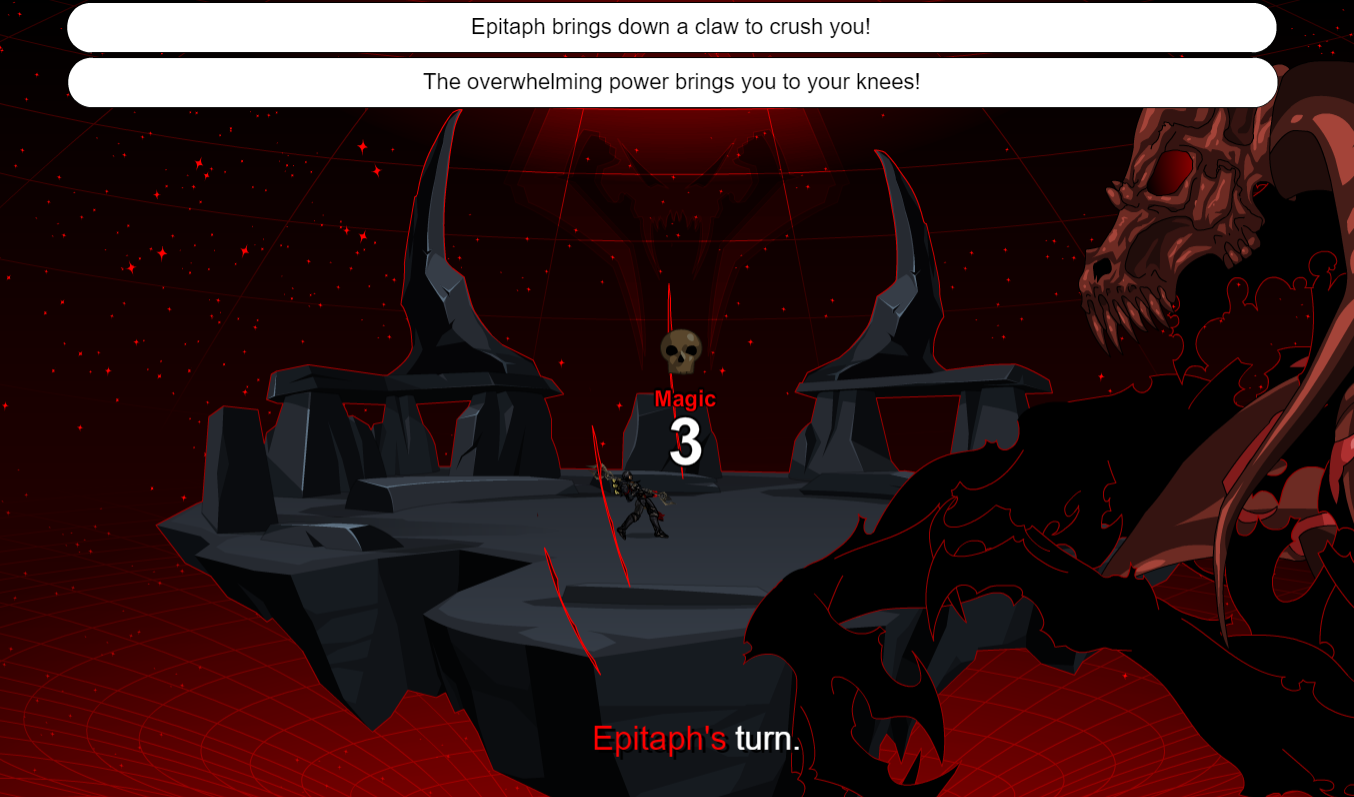 Epitaph brings down a claw to crush you!
The overwhelming power brings you to your knees!
Magic
3
Epitaph's turn.